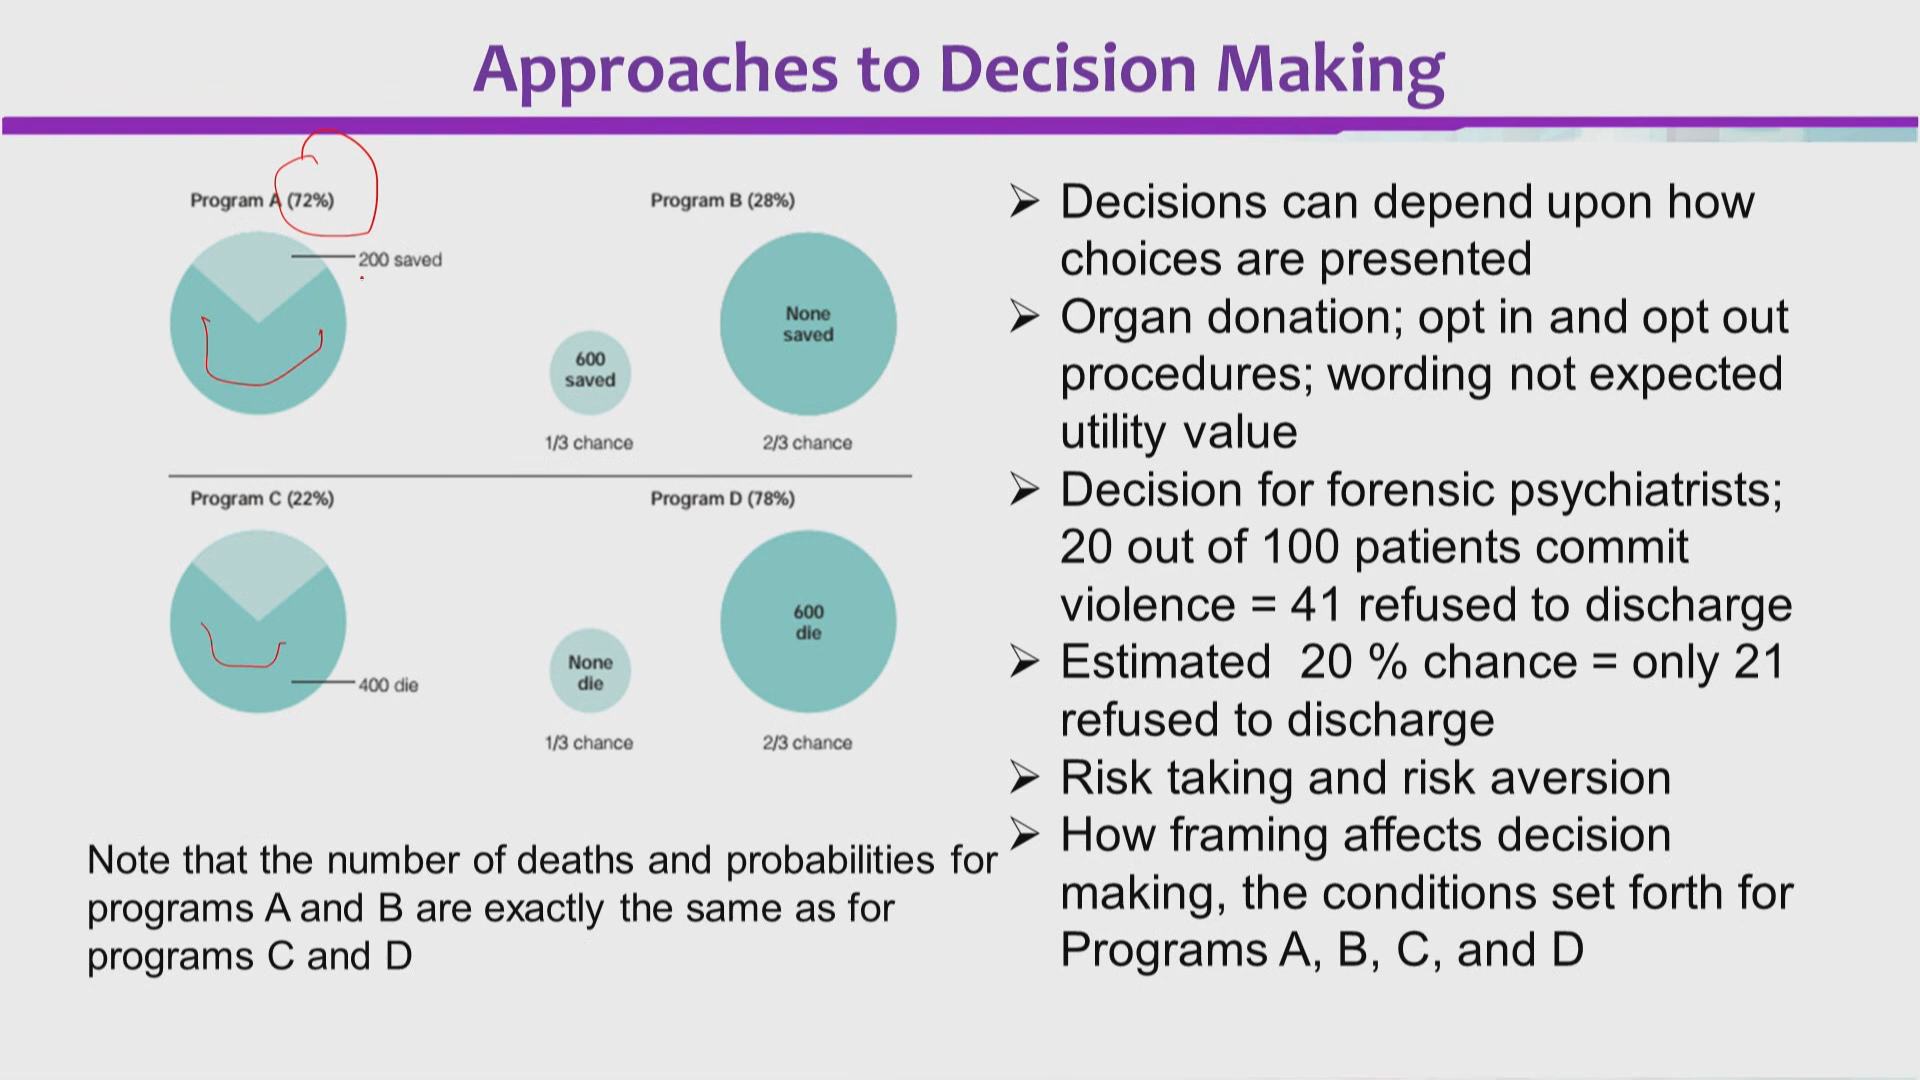 Approaches to Decision Making
Program A (72%)
Program B (28%)
200 saved
None
saved
600
saved
1/3 chance
2/3 chance
Program C (22%)
Program D (78%)
600
die
None
die
400 die
1/3 chance
2/3 chance
Note that the number of deaths and probabilities for
programs A and B are exactly the same as for
programs C and D
➢ Decisions can depend upon how
choices are presented
➢ Organ donation; opt in and opt out
procedures; wording not expected
utility value
➢ Decision for forensic psychiatrists;
20 out of 100 patients commit
violence = 41 refused to discharge
➢ Estimated 20 % chance = only 21
refused to discharge
➢ Risk taking and risk aversion
➢ How framing affects decision
making, the conditions set forth for
Programs A, B, C, and D